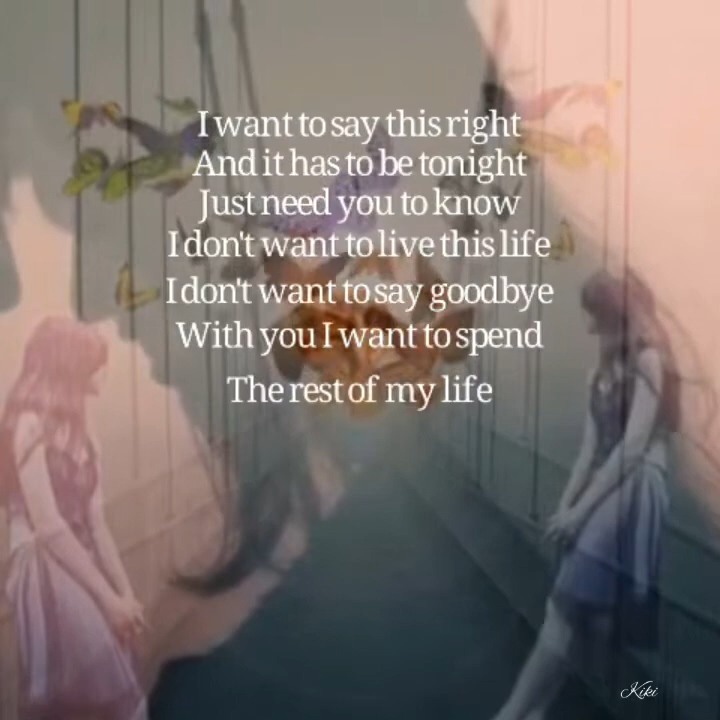 I want to say this right
And it has to be tonight
Just need you to know
I don't want to live this life
I don't want to say goodbye
With you I want to spend
The rest of my life
Kiki